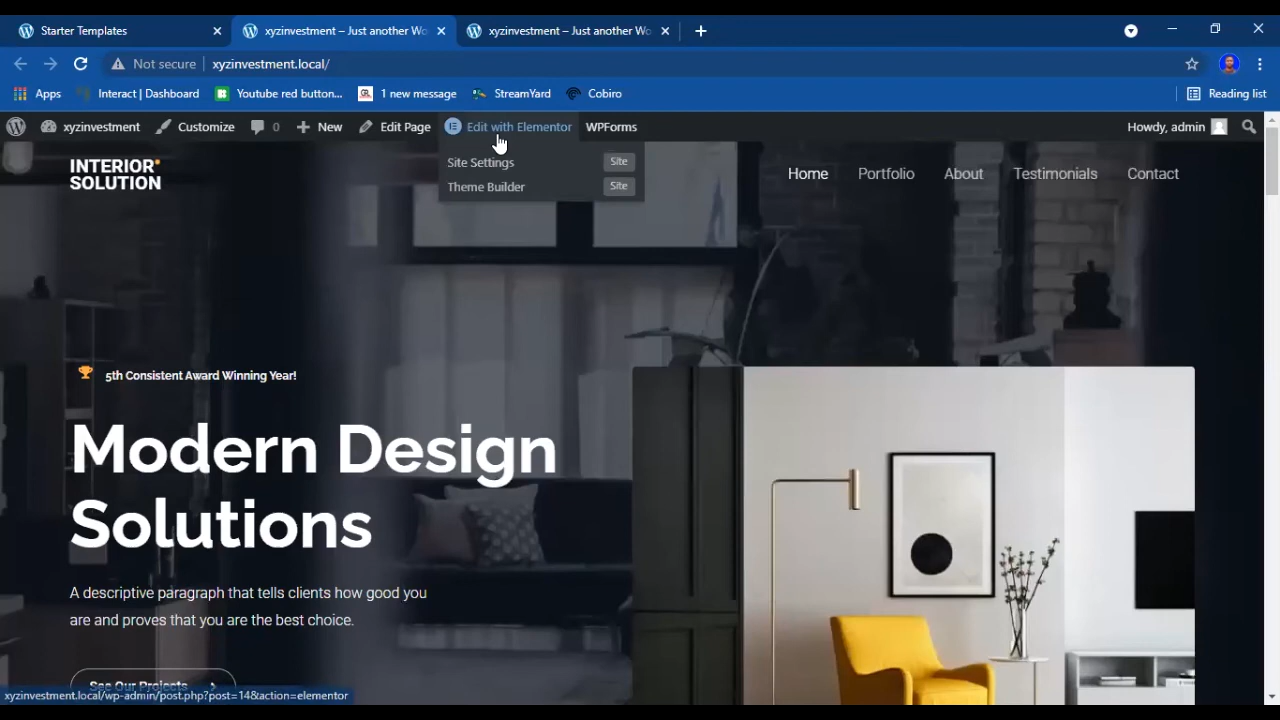 Starter Templates
xyzinvestment – Just another Wo
xyzinvestment – Just another Wo
Not secure
xyzinvestment.local/
Apps
Interact | Dashboard
Youtube red button...
1 new message
StreamYard
Cobiro
Reading list
xyzinvestment
Customize
0
New
Edit Page
Edit with Elementor
WPForms
Howdy, admin
Site Settings
Site
Theme Builder
Site
INTERIOR
SOLUTION
Home
Portfolio
About
Testimonials
Contact
5th Consistent Award Winning Year!
Modern Design
Solutions
A descriptive paragraph that tells clients how good you
are and proves that you are the best choice.
See Our Projects
xyzinvestment.local/wp-admin/post.php?post=14&action=elementor